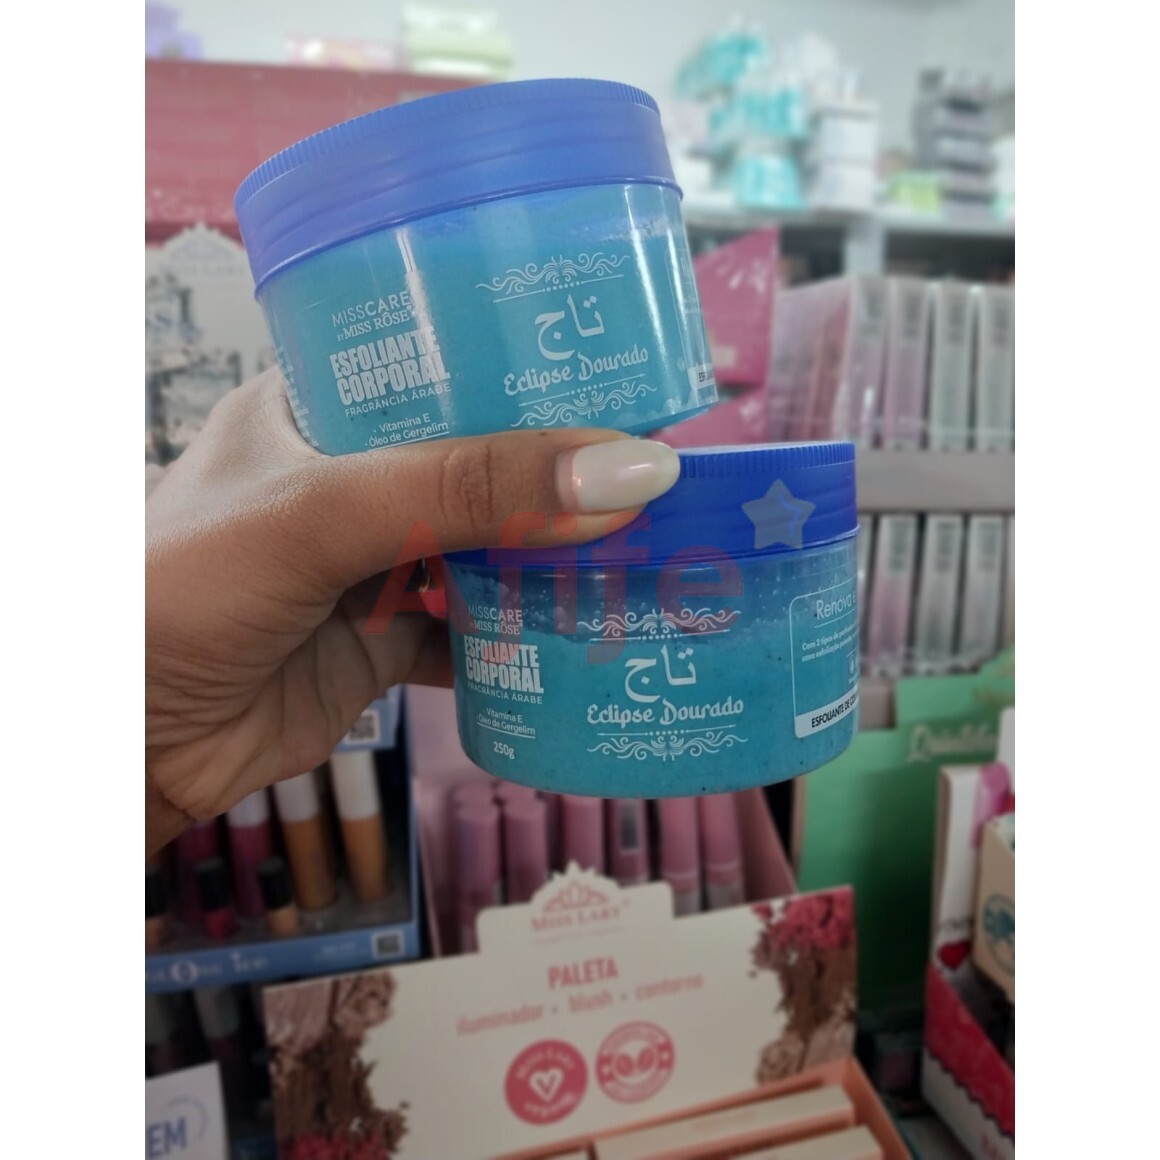 MISSCARE
BY MISS RÔSE
ESFOLIANTE
CORPORAL
FRAGRÂNCIA ÁRABE
- Vitamina E
- Óleo de Gergelim
تاج
Eclipse Dourado
Afife
MISSCARE
BY MISS RÔSE
ESFOLIANTE
CORPORAL
FRAGRÂNCIA ÁRABE
- Vitamina E
- Óleo de Gergelim
250g
تاج
Eclipse Dourado
Renova
ESFOLIANTE DE
MISS LARY
PALETA
iluminador • blush • contorno